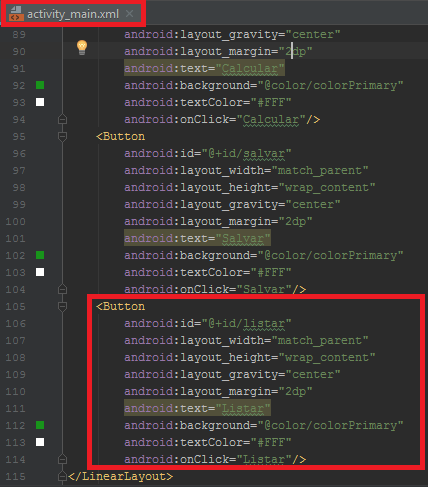 activity_main.xml
89 android:layout_gravity="center"
90 android:layout_margin="2dp"
91 android:text="Calcular"
92 android:background="@color/colorPrimary"
93 android:textColor="#FFF"
94 android:onClick="Calcular"/>
95 <Button
96 android:id="@+id/salvar"
97 android:layout_width="match_parent"
98 android:layout_height="wrap_content"
99 android:layout_gravity="center"
100 android:layout_margin="2dp"
101 android:text="Salvar"
102 android:background="@color/colorPrimary"
103 android:textColor="#FFF"
104 android:onClick="Salvar"/>
105 <Button
106 android:id="@+id/listar"
107 android:layout_width="match_parent"
108 android:layout_height="wrap_content"
109 android:layout_gravity="center"
110 android:layout_margin="2dp"
111 android:text="Listar"
112 android:background="@color/colorPrimary"
113 android:textColor="#FFF"
114 android:onClick="Listar"/>
115 </LinearLayout>